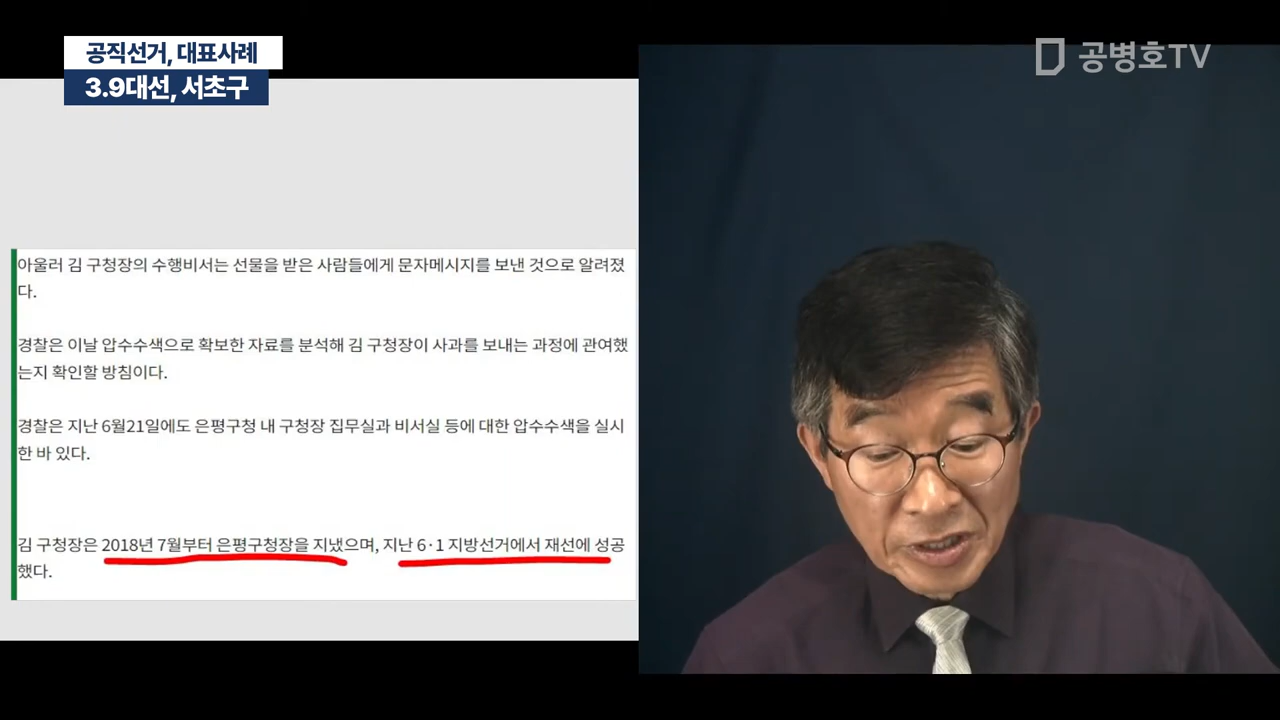 공직선거, 대표사례
3.9대선, 서초구
공병호TV
아울러 김 구청장의 수행비서는 선물을 받은 사람들에게 문자메시지를 보낸 것으로 알려졌
다.
경찰은 이날 압수수색으로 확보한 자료를 분석해 김 구청장이 사과를 보내는 과정에 관여했
는지 확인할 방침이다.
경찰은 지난 6월21일에도 은평구청 내 구청장 집무실과 비서실 등에 대한 압수수색을 실시
한 바 있다.
김 구청장은 2018년 7월부터 은평구청장을 지냈으며, 지난 6·1 지방선거에서 재선에 성공
했다.